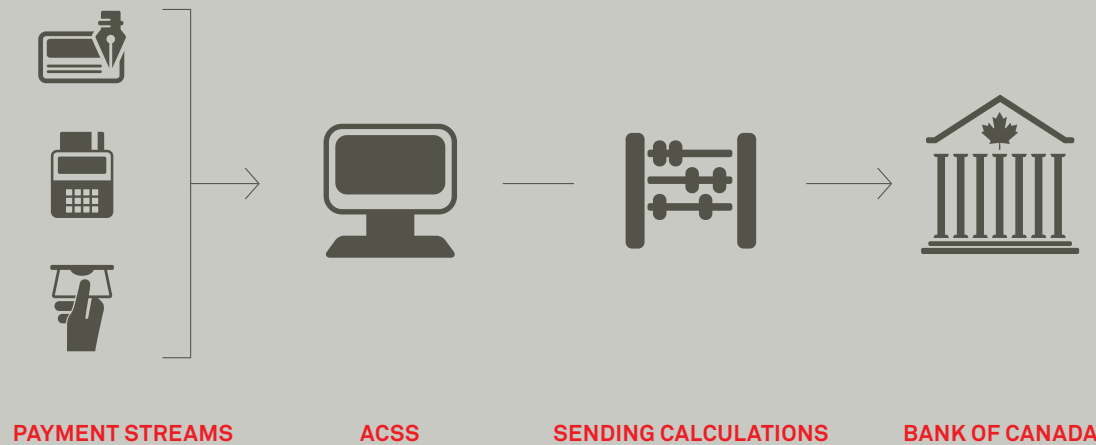 PAYMENT STREAMS
ACSS
SENDING CALCULATIONS
BANK OF CANADA